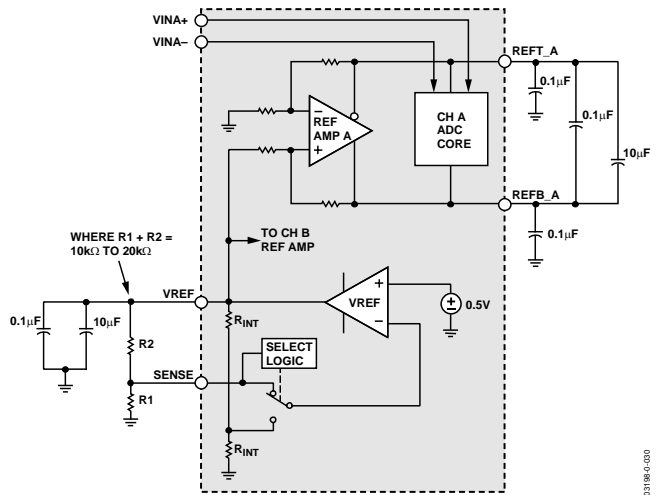 VINA+
VINA–
REFT_A
0.1µF
0.1µF
10µF
–
REF
AMP A
+
CH A
ADC
CORE
REFB_A
0.1µF
TO CH B
REF AMP
WHERE R1 + R2 =
10kΩ TO 20kΩ
VREF
+
VREF
–
+
–
0.5V
RINT
0.1µF
10µF
R2
SELECT
LOGIC
SENSE
R1
RINT
03198-0-030